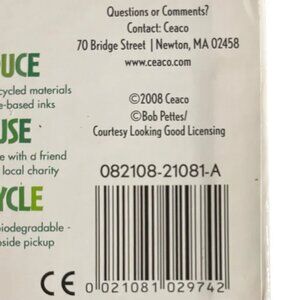 Questions or Comments?
Contact: Ceaco
70 Bridge Street | Newton, MA 02458
www.ceaco.com
©2008 Ceaco
©Bob Pettes/
Courtesy Looking Good Licensing
082108-21081-A
UCE
cycled materials
e-based inks
USE
e with a friend
local charity
YCLE
biodegradable -
bside pickup
CE 0 021081 029742